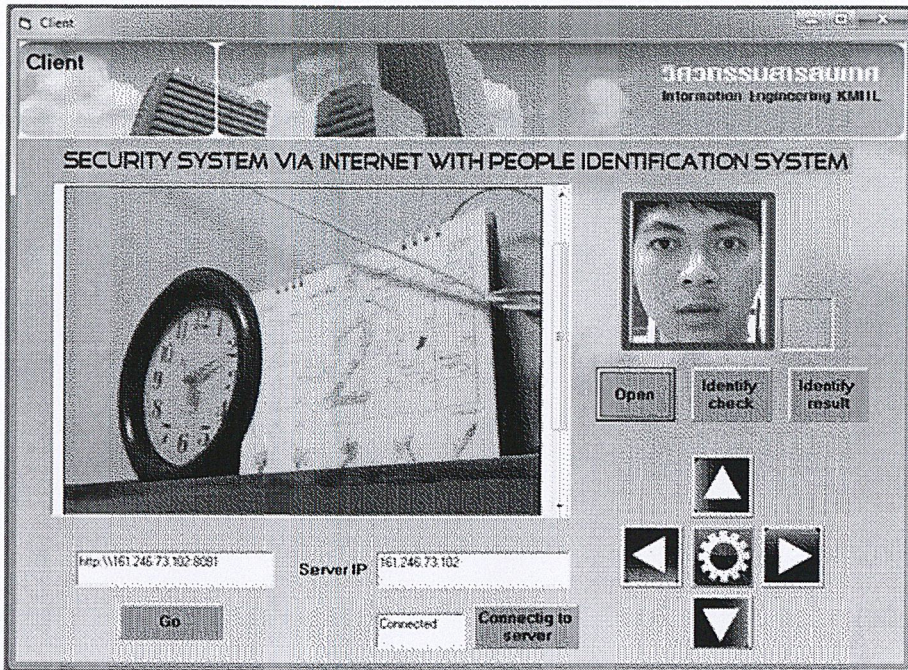 Client
Client
วิศวกรรมสารสนเทศ
Information Engineering KMITL
SECURITY SYSTEM VIA INTERNET WITH PEOPLE IDENTIFICATION SYSTEM
Open
Identify check
Identify result
http:\\161.246.73.102:8091
Server IP
161.246.73.102
Go
Connected
Connectig to server